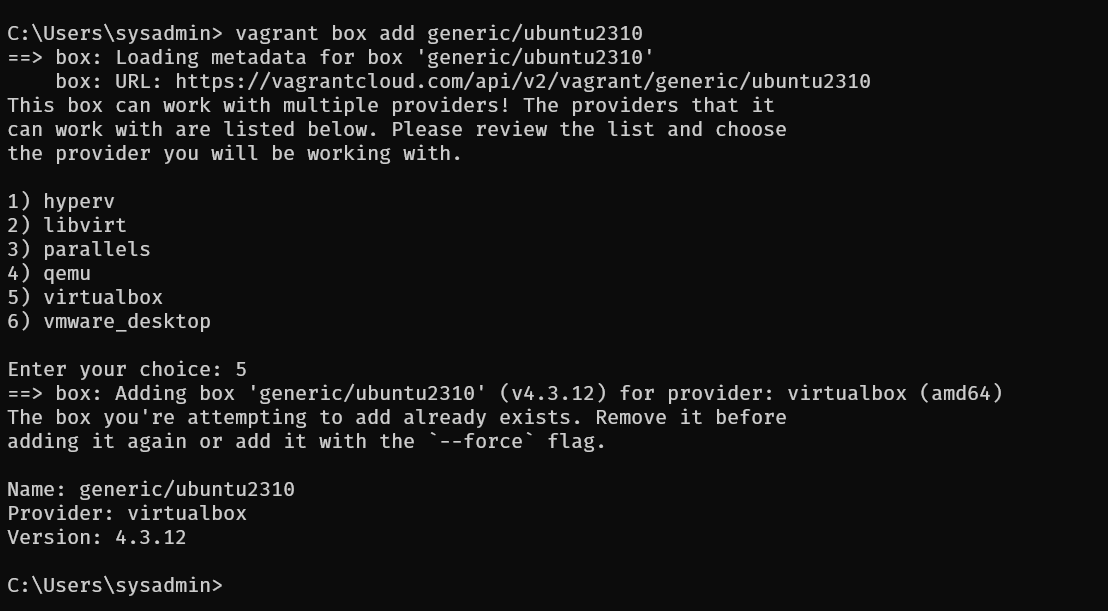 C:\Users\sysadmin> vagrant box add generic/ubuntu2310
==> box: Loading metadata for box 'generic/ubuntu2310'
    box: URL: https://vagrantcloud.com/api/v2/vagrant/generic/ubuntu2310
This box can work with multiple providers! The providers that it
can work with are listed below. Please review the list and choose
the provider you will be working with.

1) hyperv
2) libvirt
3) parallels
4) qemu
5) virtualbox
6) vmware_desktop

Enter your choice: 5
==> box: Adding box 'generic/ubuntu2310' (v4.3.12) for provider: virtualbox (amd64)
The box you're attempting to add already exists. Remove it before
adding it again or add it with the `--force` flag.

Name: generic/ubuntu2310
Provider: virtualbox
Version: 4.3.12

C:\Users\sysadmin>